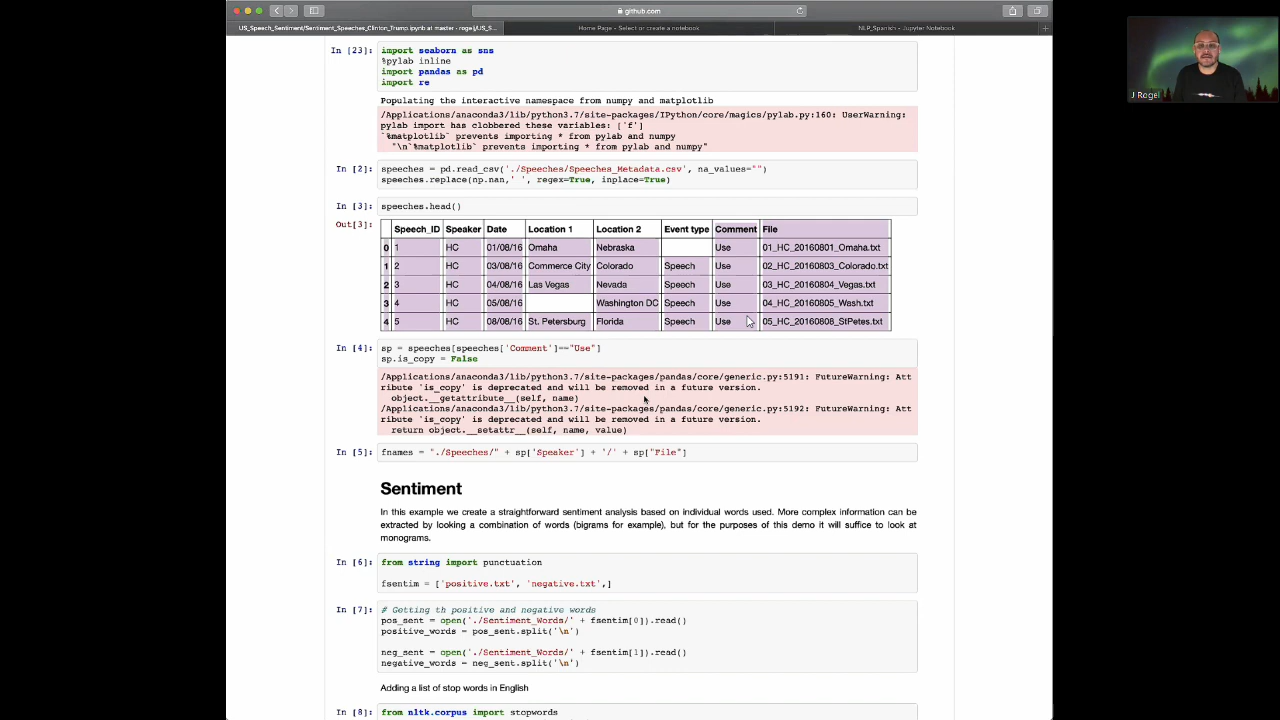 github.com
US_Speech_Sentiment/Sentiment_Speeches_Clinton_Trump.ipynb at master · rogelj/US_S...
Home Page - Select or create a notebook
NLP_Spanish - Jupyter Notebook
J Rogel
In [23]: import seaborn as sns
%pylab inline
import pandas as pd
import re
Populating the interactive namespace from numpy and matplotlib
/Applications/anaconda3/lib/python3.7/site-packages/IPython/core/magics/pylab.py:160: UserWarning:
pylab import has clobbered these variables: ['f']
`%matplotlib` prevents importing * from pylab and numpy
"\n`%matplotlib` prevents importing * from pylab and numpy"
In [2]: speeches = pd.read_csv('./Speeches/Speeches_Metadata.csv', na_values="")
speeches.replace(np.nan,' ', regex=True, inplace=True)
In [3]: speeches.head()
Out[3]: Speech_ID Speaker Date Location 1 Location 2 Event type Comment File
0 1 HC 01/08/16 Omaha Nebraska Use 01_HC_20160801_Omaha.txt
1 2 HC 03/08/16 Commerce City Colorado Speech Use 02_HC_20160803_Colorado.txt
2 3 HC 04/08/16 Las Vegas Nevada Speech Use 03_HC_20160804_Vegas.txt
3 4 HC 05/08/16 Washington DC Speech Use 04_HC_20160805_Wash.txt
4 5 HC 08/08/16 St. Petersburg Florida Speech Use 05_HC_20160808_StPetes.txt
In [4]: sp = speeches[speeches['Comment']=="Use"]
sp.is_copy = False
/Applications/anaconda3/lib/python3.7/site-packages/pandas/core/generic.py:5191: FutureWarning: Att
ribute 'is_copy' is deprecated and will be removed in a future version.
object.__getattribute__(self, name)
/Applications/anaconda3/lib/python3.7/site-packages/pandas/core/generic.py:5192: FutureWarning: Att
ribute 'is_copy' is deprecated and will be removed in a future version.
return object.__setattr__(self, name, value)
In [5]: fnames = "./Speeches/" + sp['Speaker'] + '/' + sp["File"]
Sentiment
In this example we create a straightforward sentiment analysis based on individual words used. More complex information can be
extracted by looking a combination of words (bigrams for example), but for the purposes of this demo it will suffice to look at
monograms.
In [6]: from string import punctuation
fsentim = ['positive.txt', 'negative.txt',]
In [7]: # Getting th positive and negative words
pos_sent = open('./Sentiment_Words/' + fsentim[0]).read()
positive_words = pos_sent.split('\n')
neg_sent = open('./Sentiment_Words/' + fsentim[1]).read()
negative_words = neg_sent.split('\n')
Adding a list of stop words in English
In [8]: from nltk.corpus import stopwords